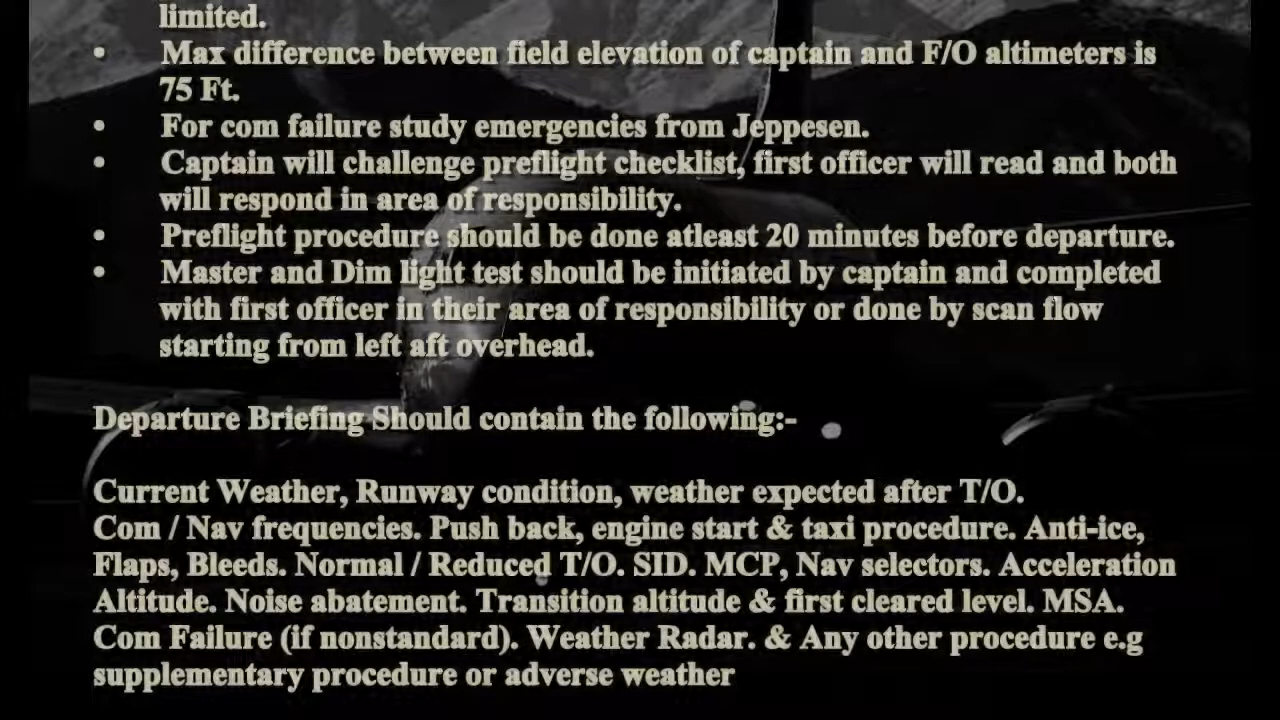 limited.
• Max difference between field elevation of captain and F/O altimeters is
75 Ft.
• For com failure study emergencies from Jeppesen.
• Captain will challenge preflight checklist, first officer will read and both
will respond in area of responsibility.
• Preflight procedure should be done atleast 20 minutes before departure.
• Master and Dim light test should be initiated by captain and completed
with first officer in their area of responsibility or done by scan flow
starting from left aft overhead.
Departure Briefing Should contain the following:-
Current Weather, Runway condition, weather expected after T/O.
Com / Nav frequencies. Push back, engine start & taxi procedure. Anti-ice,
Flaps, Bleeds. Normal / Reduced T/O. SID. MCP, Nav selectors. Acceleration
Altitude. Noise abatement. Transition altitude & first cleared level. MSA.
Com Failure (if nonstandard). Weather Radar. & Any other procedure e.g
supplementary procedure or adverse weather